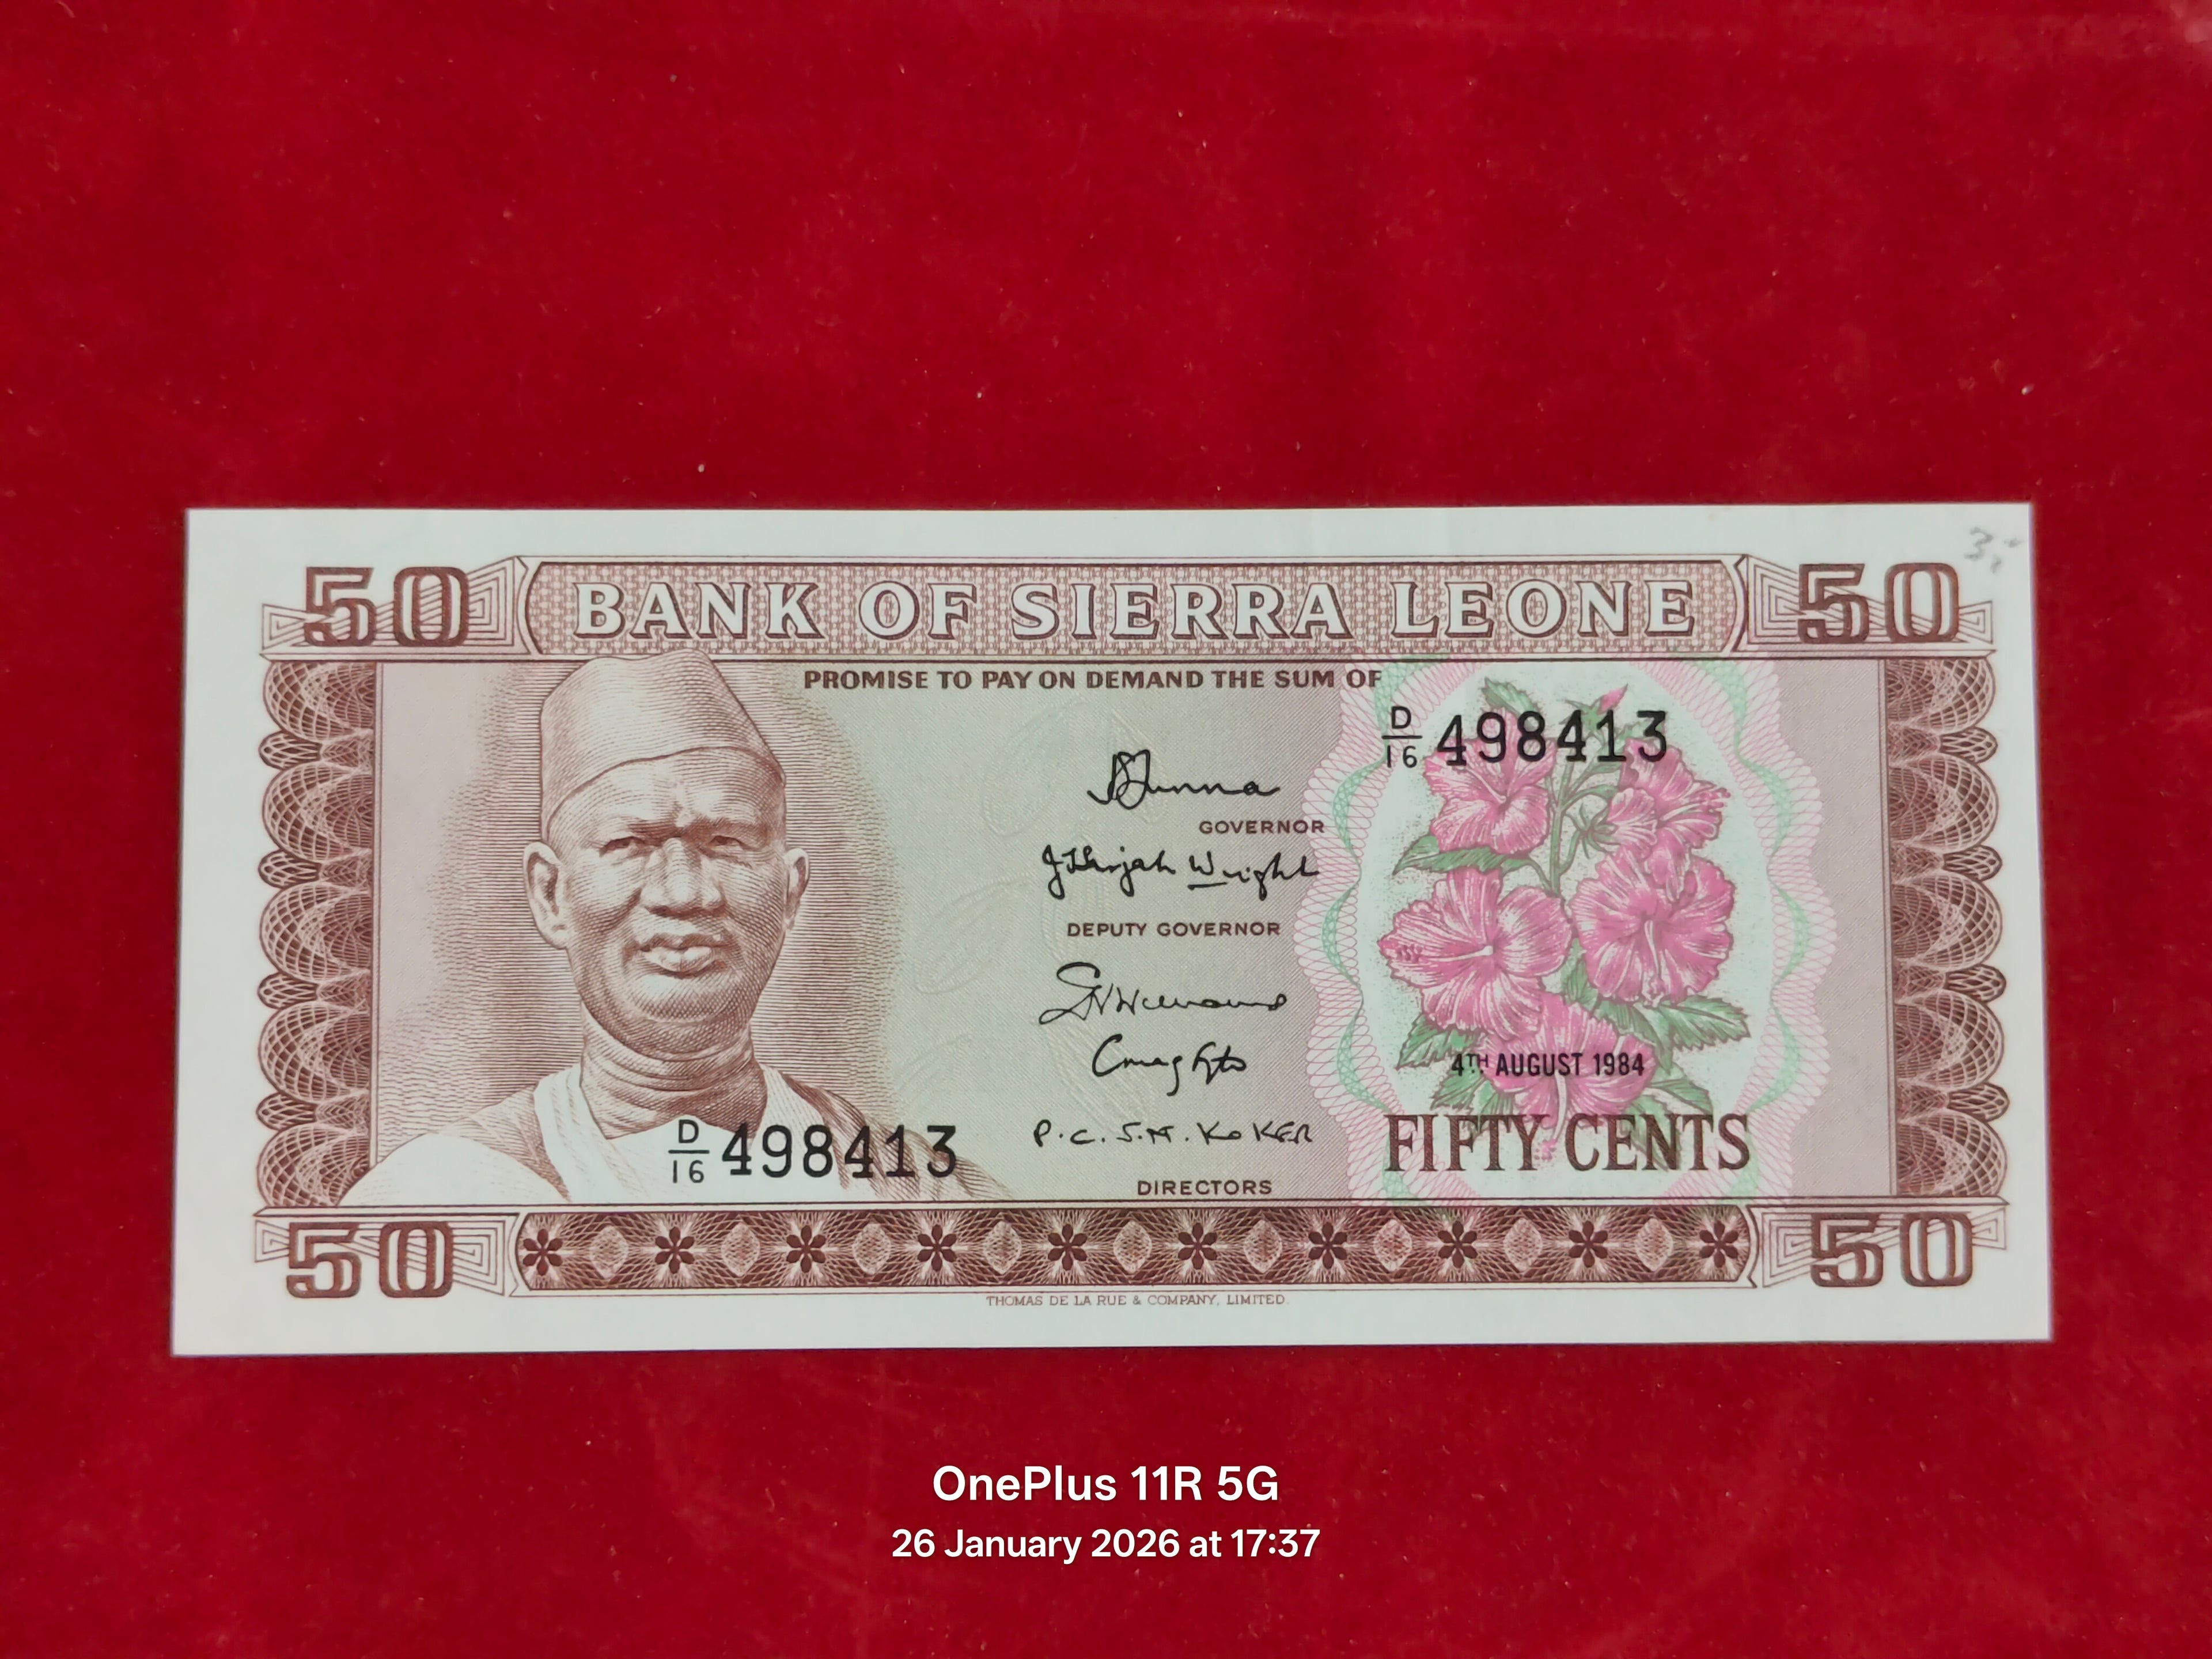 50 BANK OF SIERRA LEONE 50
PROMISE TO PAY ON DEMAND THE SUM OF
D/16 498413
GOVERNOR
Wright
DEPUTY GOVERNOR
4TH AUGUST 1984
P.C. S.M. KOKER
FIFTY CENTS
D/16 498413
DIRECTORS
50 50
THOMAS DE LA RUE & COMPANY, LIMITED.
OnePlus 11R 5G
26 January 2026 at 17:37